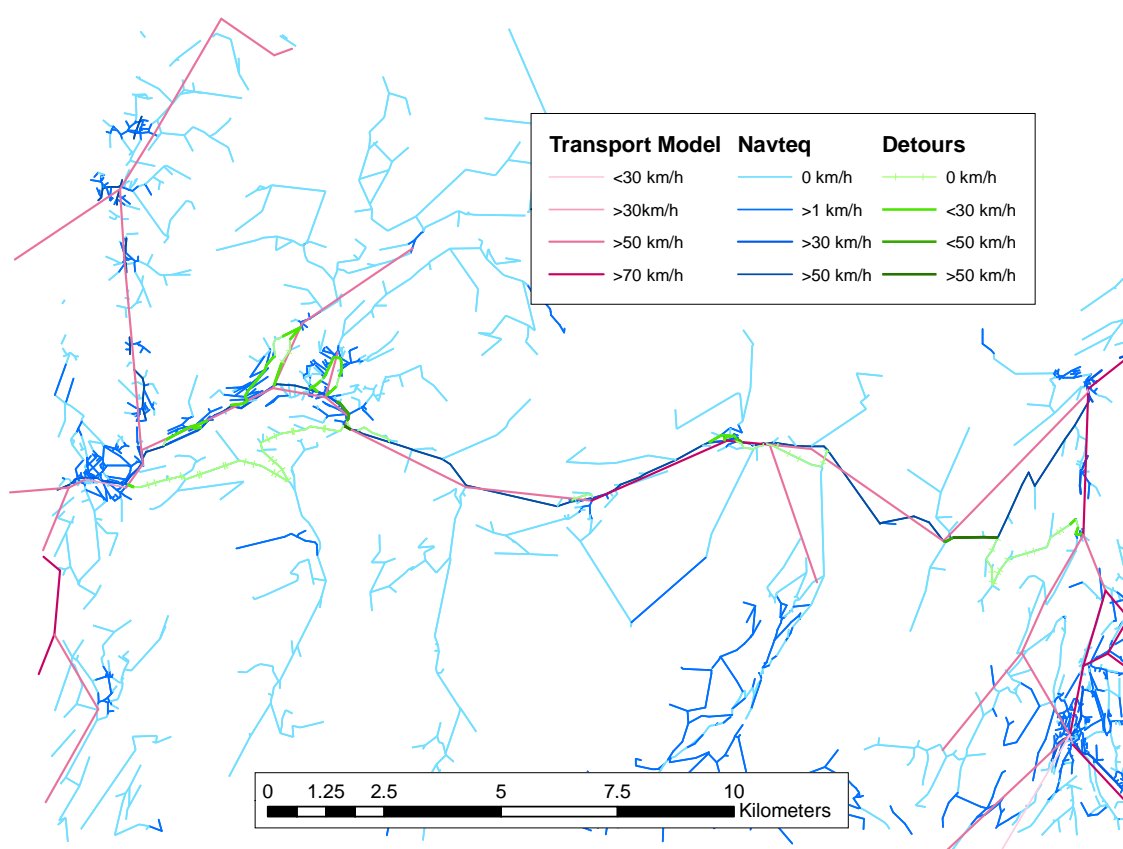 Transport Model Navteq Detours
<30 km/h 0 km/h 0 km/h
>30km/h >1 km/h <30 km/h
>50 km/h >30 km/h <50 km/h
>70 km/h >50 km/h >50 km/h
0 1.25 2.5 5 7.5 10
Kilometers